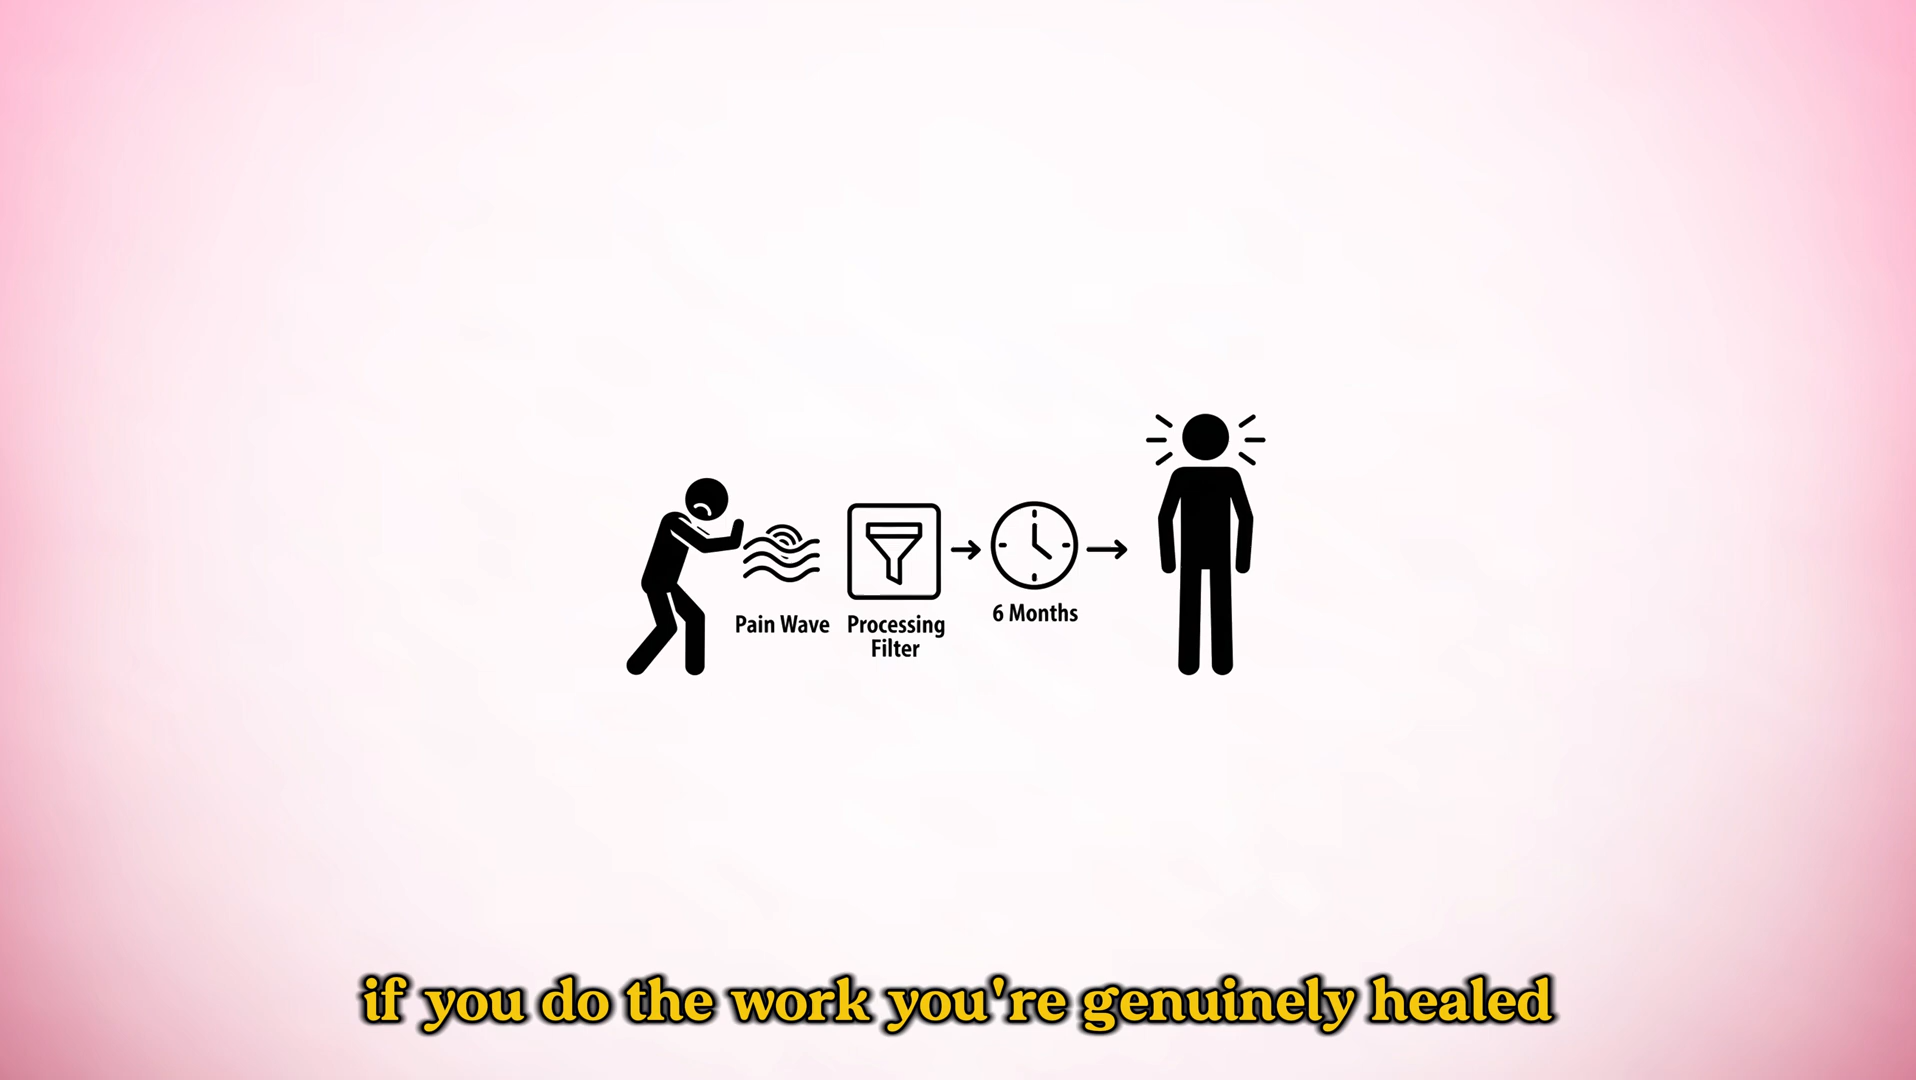 Pain Wave
Processing
Filter
6 Months
if you do the work you're genuinely healed